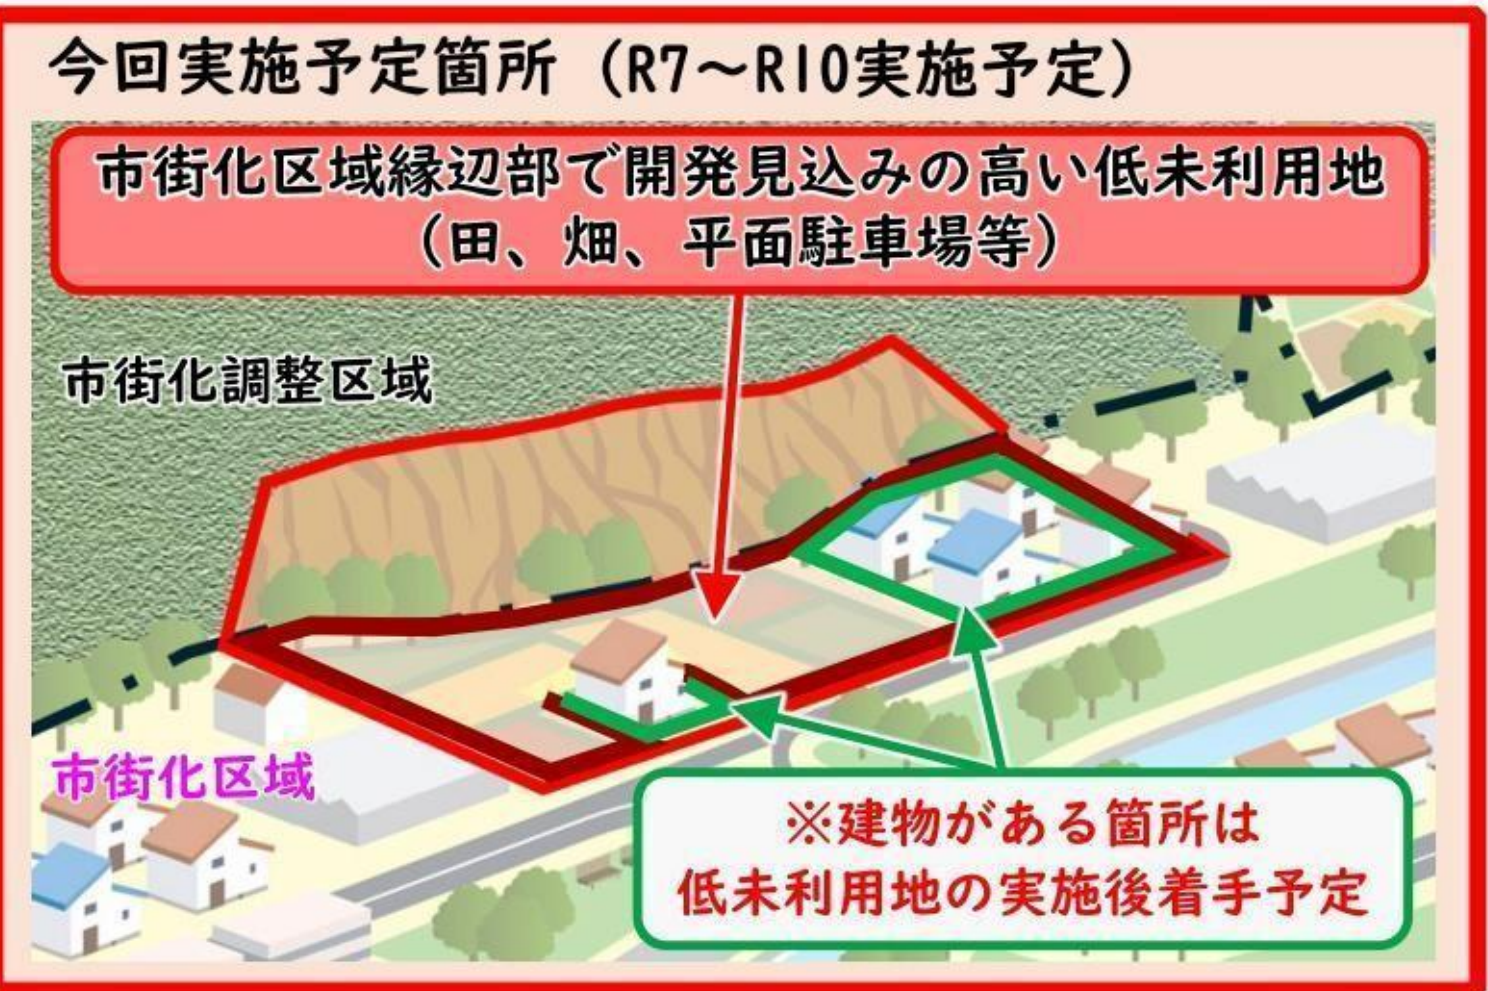 今回実施予定箇所（R7～R10実施予定）
市街化区域縁辺部で開発見込みの高い低未利用地
（田、畑、平面駐車場等）
市街化調整区域
市街化区域
※建物がある箇所は
低未利用地の実施後着手予定